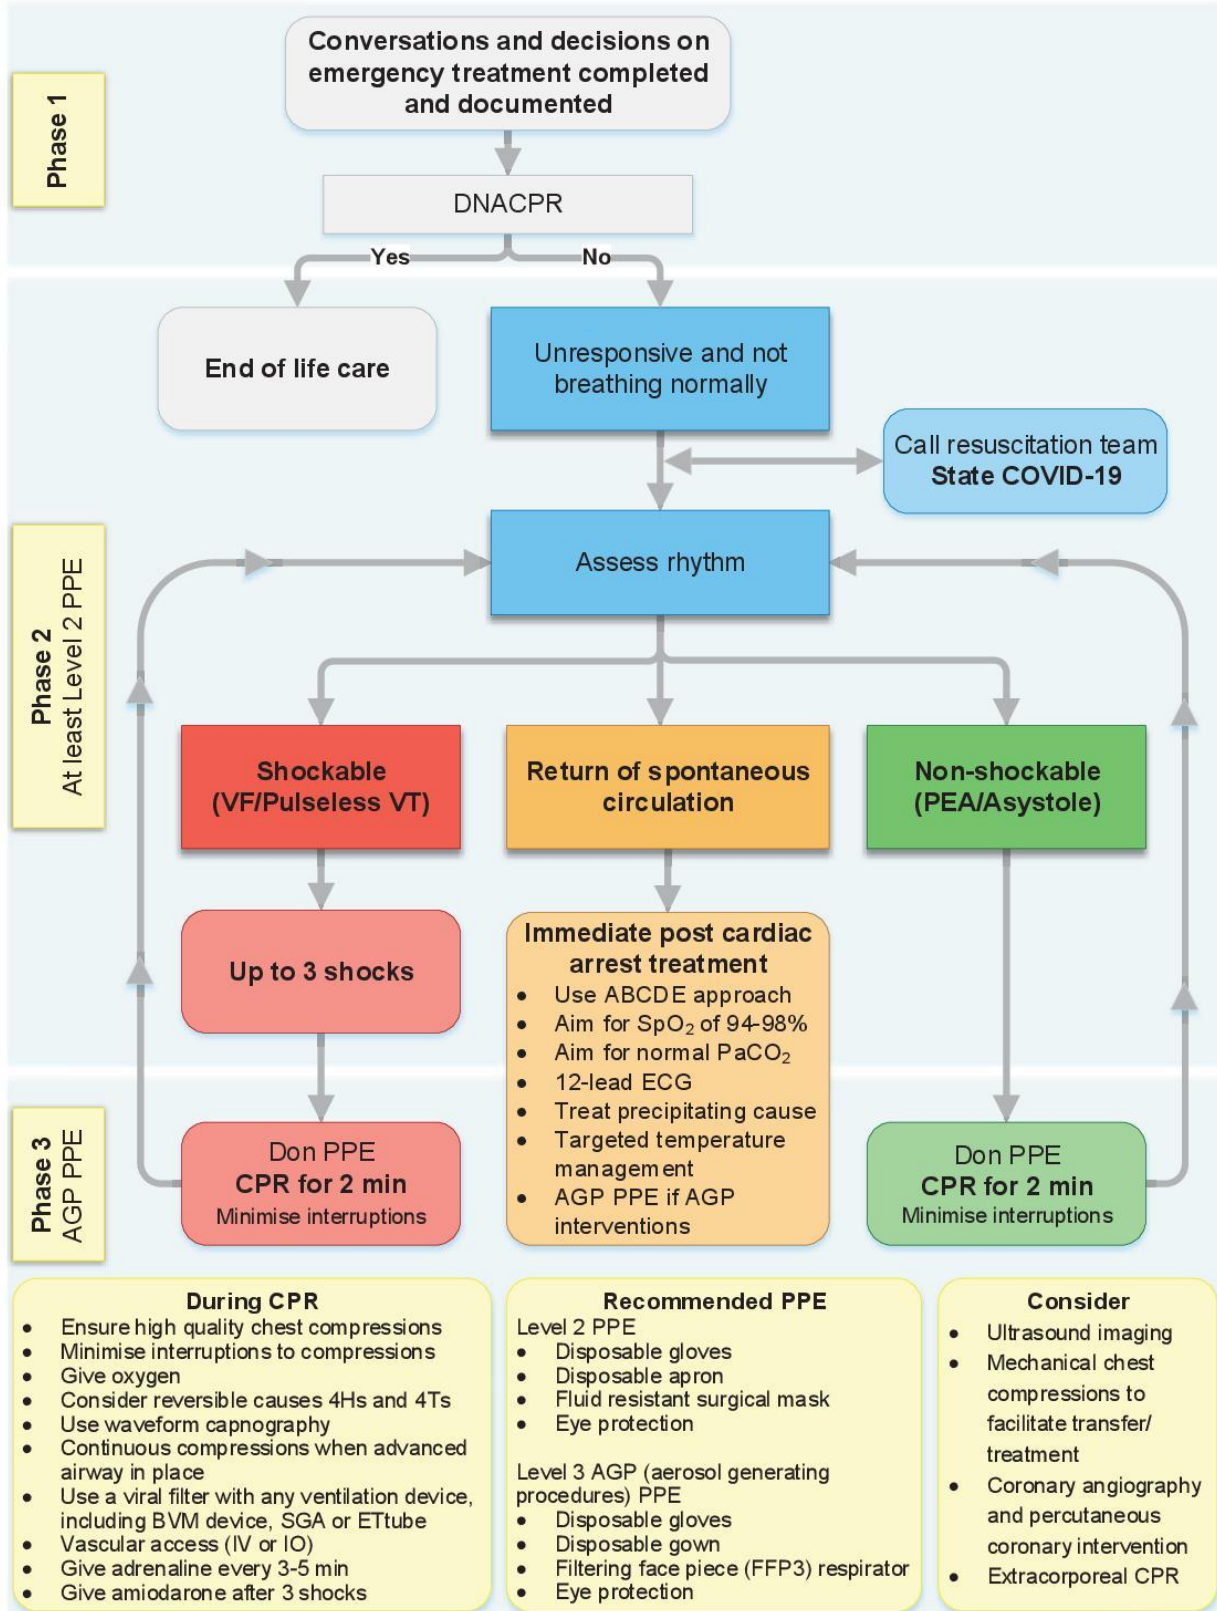 Phase 1
Conversations and decisions on
emergency treatment completed
and documented
DNACPR
Yes
No
Phase 2
At least Level 2 PPE
End of life care
Unresponsive and not
breathing normally
Call resuscitation team
State COVID-19
Assess rhythm
Shockable
(VF/Pulseless VT)
Return of spontaneous
circulation
Non-shockable
(PEA/Asystole)
Up to 3 shocks
Immediate post cardiac
arrest treatment
• Use ABCDE approach
• Aim for SpO₂ of 94-98%
• Aim for normal PaCO₂
• 12-lead ECG
• Treat precipitating cause
• Targeted temperature
management
• AGP PPE if AGP
interventions
Phase 3
AGP PPE
Don PPE
CPR for 2 min
Minimise interruptions
Don PPE
CPR for 2 min
Minimise interruptions
During CPR
• Ensure high quality chest compressions
• Minimise interruptions to compressions
• Give oxygen
• Consider reversible causes 4Hs and 4Ts
• Use waveform capnography
• Continuous compressions when advanced
airway in place
• Use a viral filter with any ventilation device,
including BVM device, SGA or ETtube
• Vascular access (IV or IO)
• Give adrenaline every 3-5 min
• Give amiodarone after 3 shocks
Recommended PPE
Level 2 PPE
• Disposable gloves
• Disposable apron
• Fluid resistant surgical mask
• Eye protection
Level 3 AGP (aerosol generating
procedures) PPE
• Disposable gloves
• Disposable gown
• Filtering face piece (FFP3) respirator
• Eye protection
Consider
• Ultrasound imaging
• Mechanical chest
compressions to
facilitate transfer/
treatment
• Coronary angiography
and percutaneous
coronary intervention
• Extracorporeal CPR